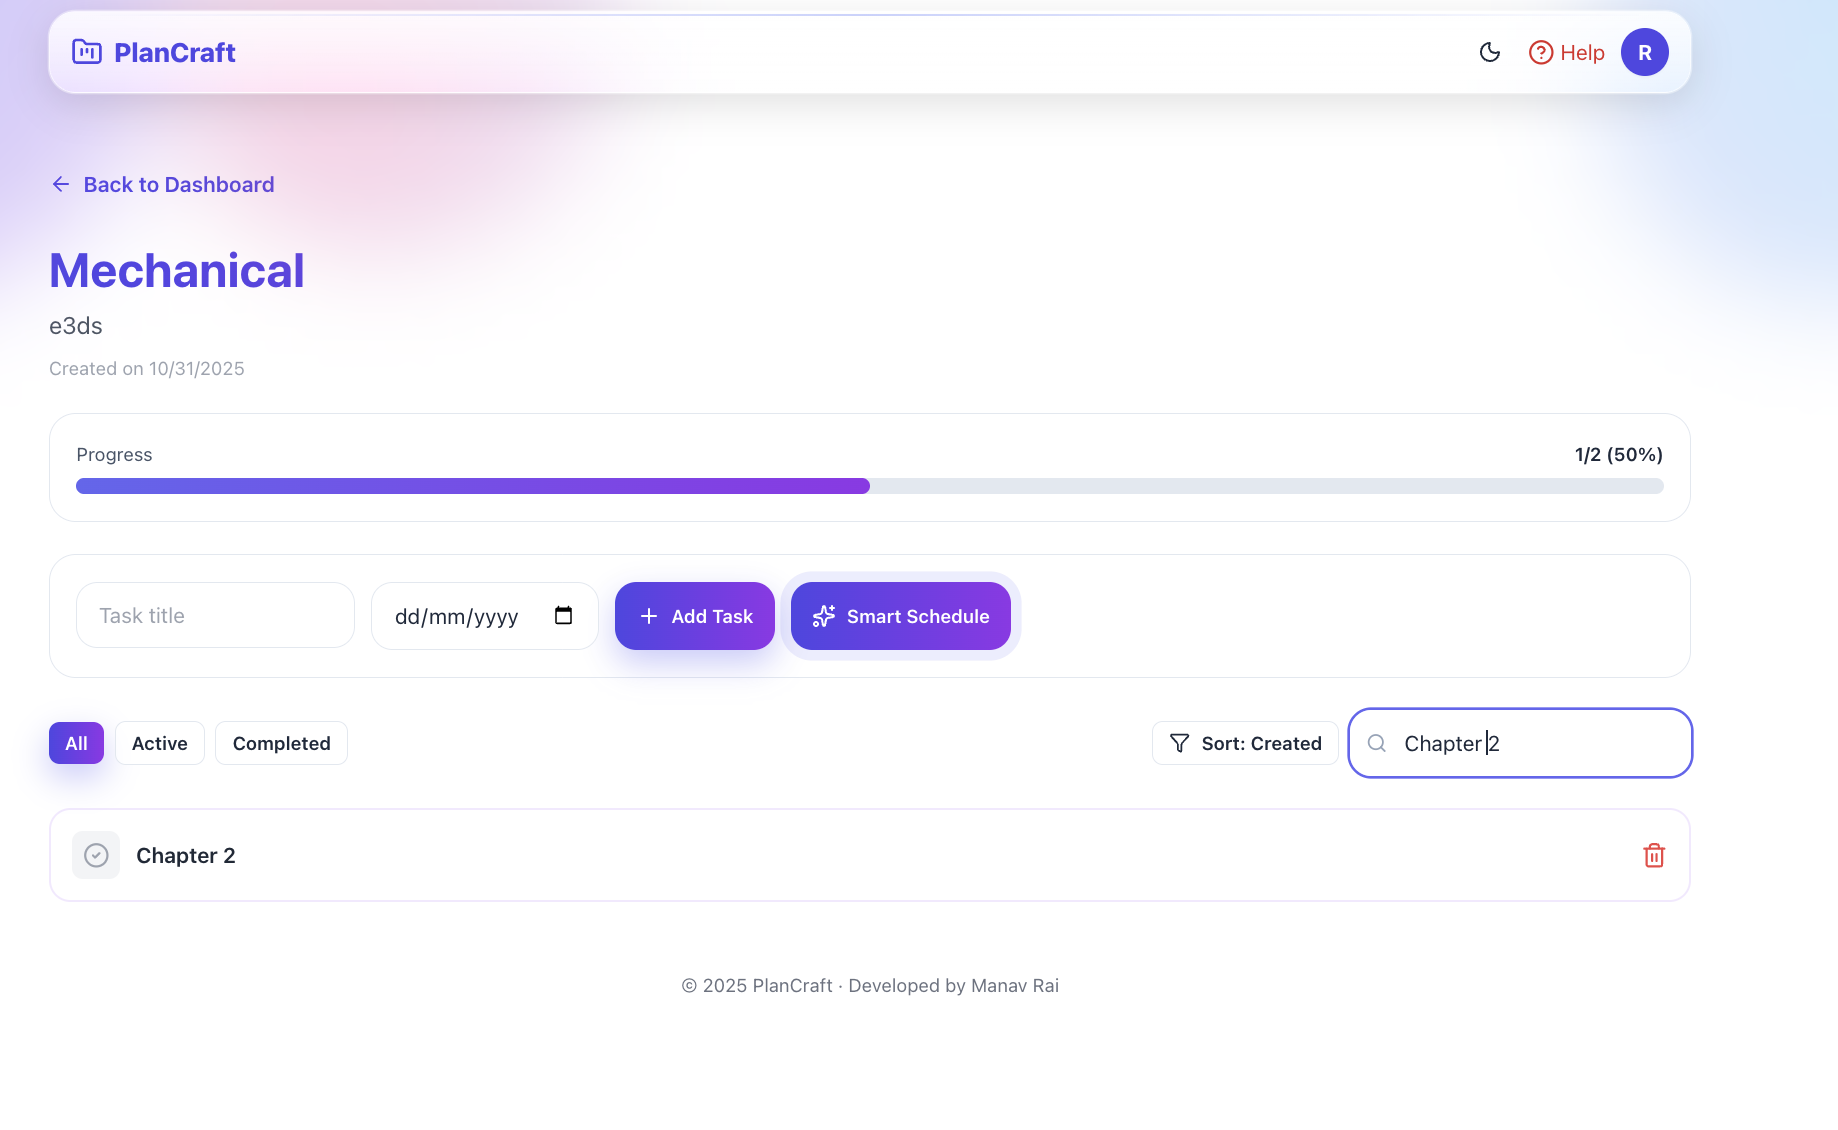 PlanCraft
Help
R
Back to Dashboard
Mechanical
e3ds
Created on 10/31/2025
Progress
1/2 (50%)
Task title
dd/mm/yyyy
Add Task
Smart Schedule
All
Active
Completed
Sort: Created
Chapter 2
Chapter 2
© 2025 PlanCraft · Developed by Manav Rai